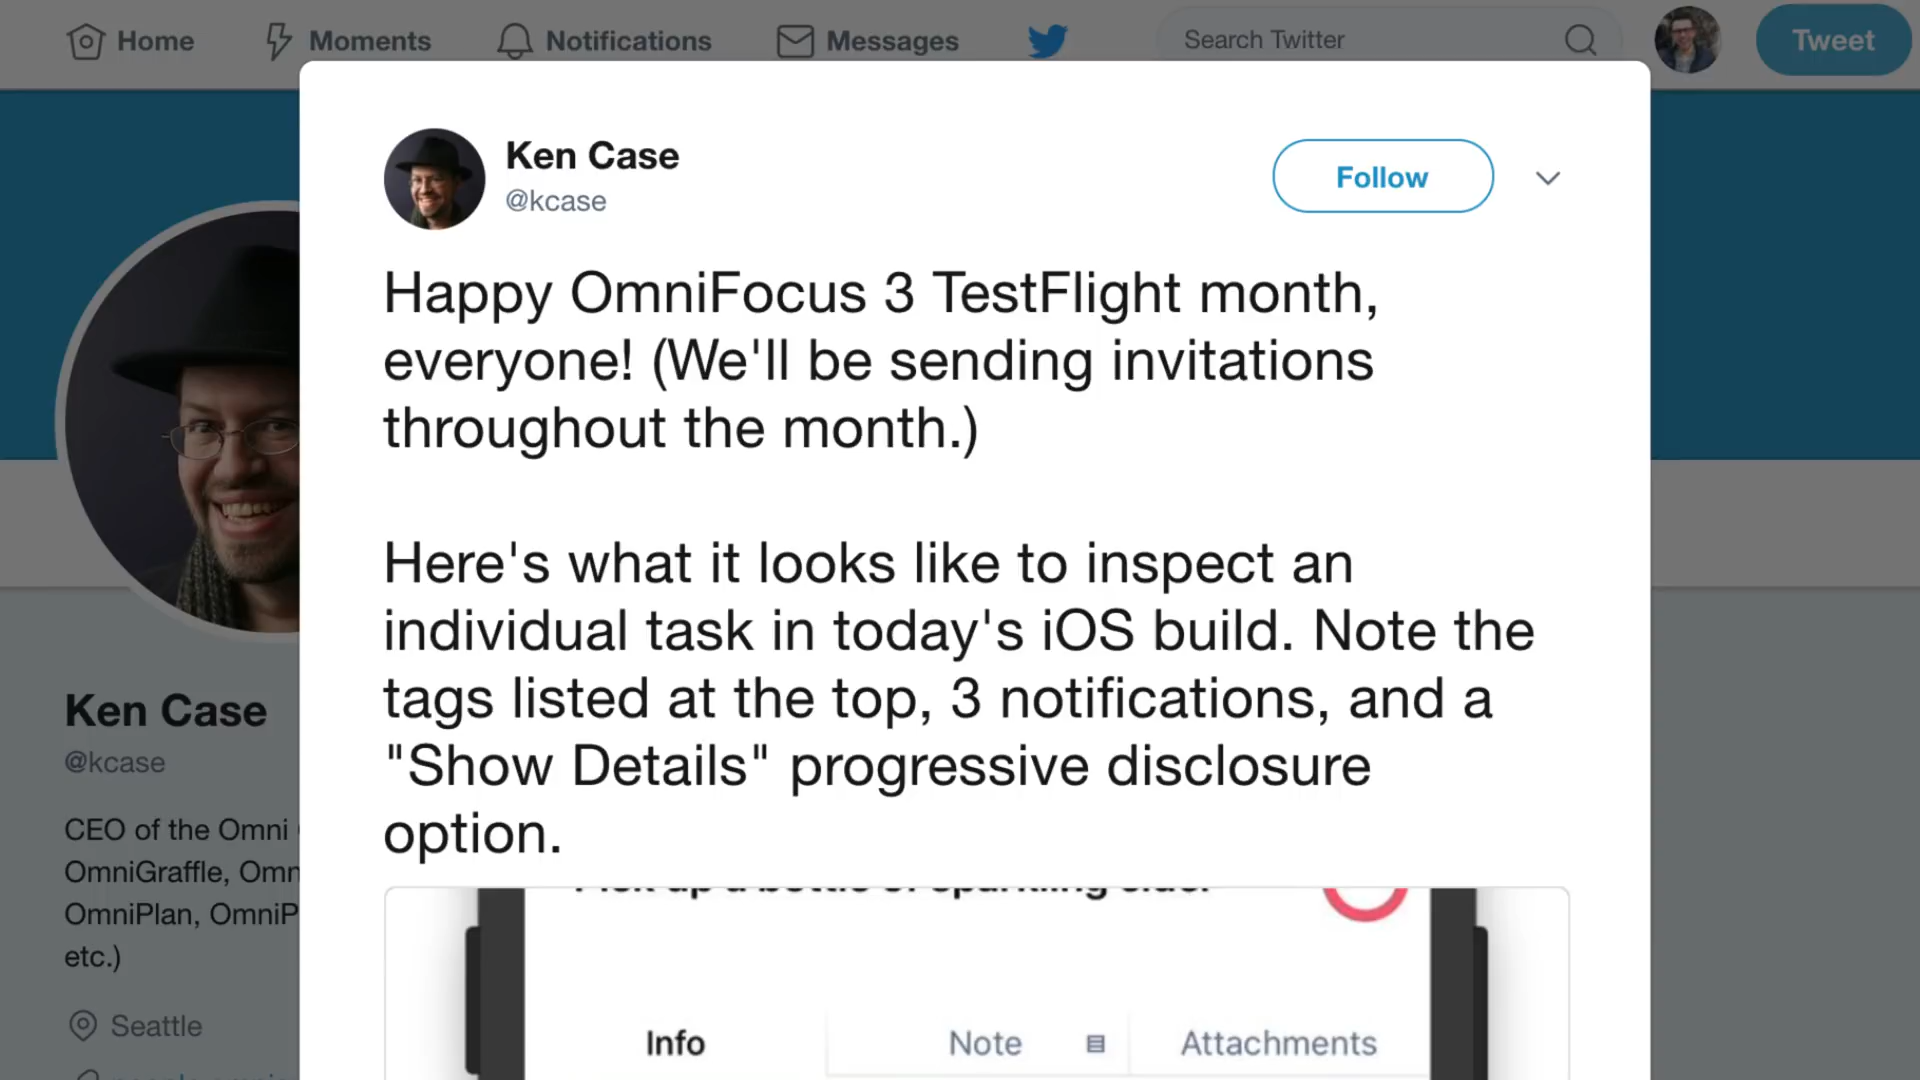 Home
Moments
Notifications
Messages
Search Twitter
Tweet
Ken Case
@kcase
Follow
Happy OmniFocus 3 TestFlight month,
everyone! (We'll be sending invitations
throughout the month.)
Here's what it looks like to inspect an
individual task in today's iOS build. Note the
tags listed at the top, 3 notifications, and a
"Show Details" progressive disclosure
option.
Info
Note
Attachments
Ken Case
@kcase
CEO of the Omni
OmniGraffle, Omn
OmniPlan, OmniP
etc.)
Seattle